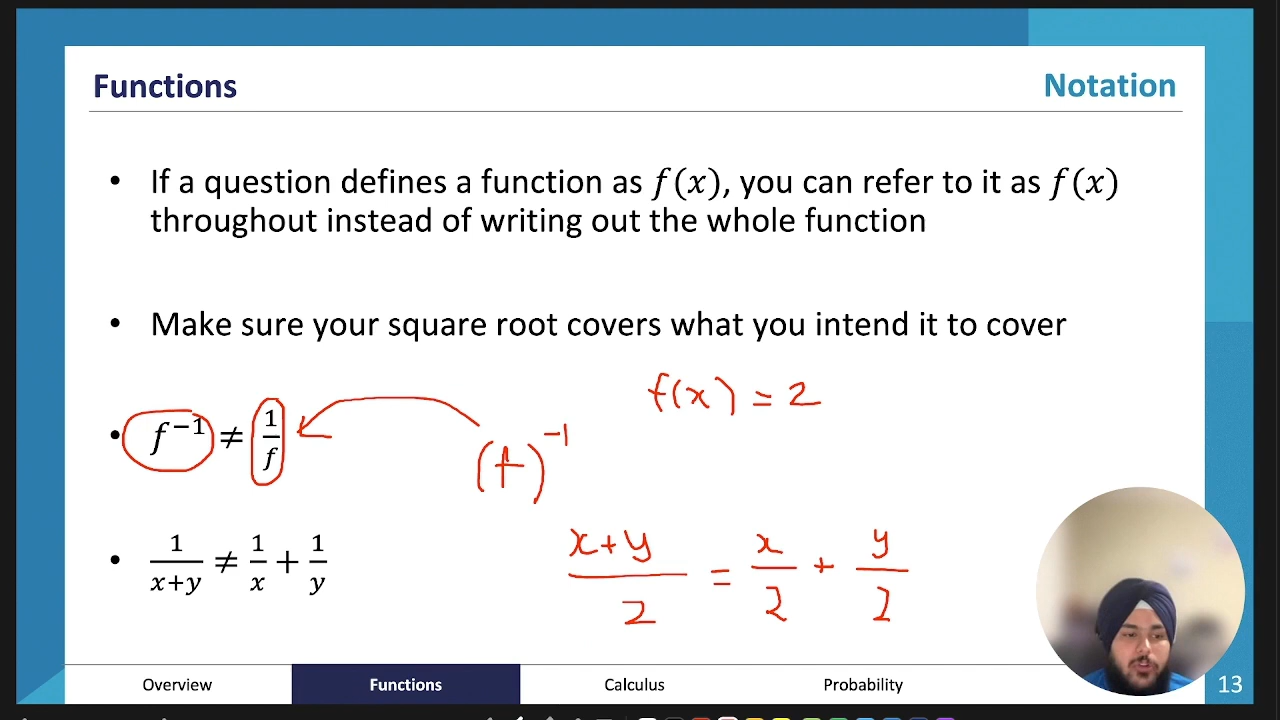 Functions
Notation
• If a question defines a function as f(x), you can refer to it as f(x)
throughout instead of writing out the whole function
• Make sure your square root covers what you intend it to cover
f(x) = 2
• f⁻¹ ≠ 1/f
(f)⁻¹
• 1/(x+y) ≠ 1/x + 1/y
(x+y)/2 = x/2 + y/2
Overview
Functions
Calculus
Probability
13